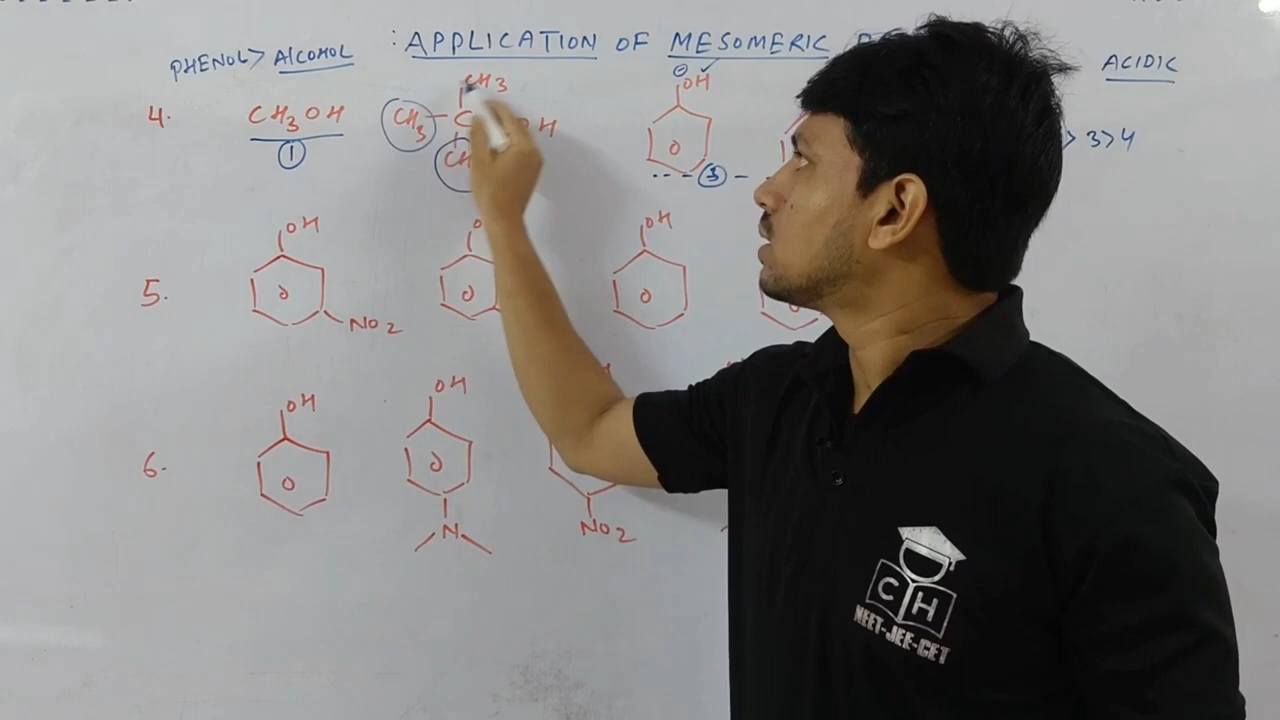 : APPLICATION OF MESOMERIC
PHENOL > ALCOHOL
ACIDIC
4.
CH3OH
1
CH3
CH3 - C
OH
CH
OH
3
> 3 > 4
5.
OH
NO2
OH
6.
OH
OH
N
NO2
C H
NEET-JEE-CET